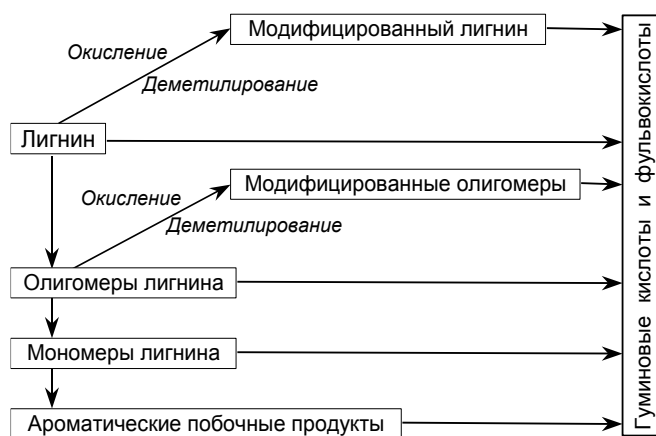 Модифицированный лигнин
Окисление
Деметилирование
Лигнин
Модифицированные олигомеры
Окисление
Деметилирование
Олигомеры лигнина
Мономеры лигнина
Ароматические побочные продукты
Гуминовые кислоты и фульвокислоты